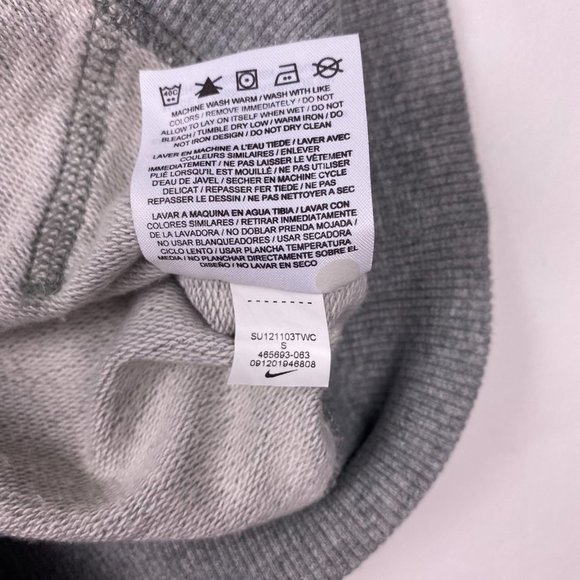 40C
MACHINE WASH WARM / WASH WITH LIKE
COLORS / REMOVE IMMEDIATELY / DO NOT
ALLOW TO LAY ON ITSELF WHEN WET / DO NOT
BLEACH / TUMBLE DRY LOW / WARM IRON / DO
NOT IRON DESIGN / DO NOT DRY CLEAN
LAVER EN MACHINE A L'EAU TIEDE / LAVER AVEC
COULEURS SIMILAIRES / ENLEVER
IMMEDIATEMENT / NE PAS LAISSER LE VÊTEMENT
PLIÉ LORSQU'IL EST MOUILLÉ / NE PAS UTILISER
D'EAU DE JAVEL / SECHER EN MACHINE CYCLE
DELICAT / REPASSER FER TIEDE / NE PAS
REPASSER LE DESSIN / NE PAS NETTOYER A SEC
LAVAR A MAQUINA EN AGUA TIBIA / LAVAR CON
COLORES SIMILARES / RETIRAR INMEDIATAMENTE
DE LA LAVADORA / NO DOBLAR PRENDA MOJADA /
NO USAR BLANQUEADORES / USAR SECADORA
CICLO LENTO / USAR PLANCHA TEMPERATURA
MEDIA / NO PLANCHAR DIRECTAMENTE SOBRE EL
DISEÑO / NO LAVAR EN SECO
SU121103TWC
S
465693-063
091201946808